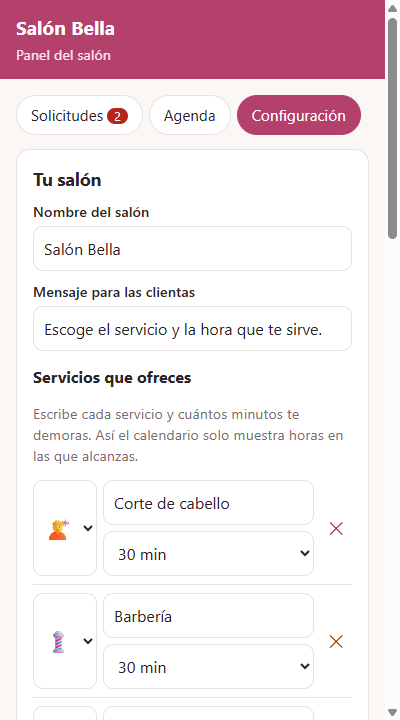 Salón Bella
Panel del salón
Solicitudes 2
Agenda
Configuración
Tu salón
Nombre del salón
Salón Bella
Mensaje para las clientas
Escoge el servicio y la hora que te sirve.
Servicios que ofreces
Escribe cada servicio y cuántos minutos te
demoras. Así el calendario solo muestra horas en
las que alcanzas.
Corte de cabello
30 min
Barbería
30 min